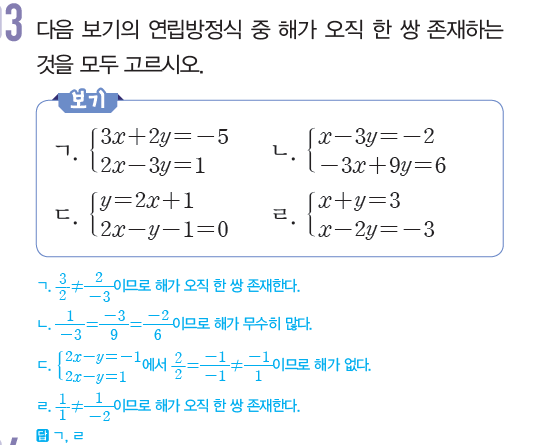 03 다음 보기의 연립방정식 중 해가 오직 한 쌍 존재하는
것을 모두 고르시오.
보기
ㄱ. {3x+2y=-5 ㄴ. {x-3y=-2
2x-3y=1 -3x+9y=6
ㄷ. {y=2x+1 ㄹ. {x+y=3
2x-y-1=0 x-2y=-3
ㄱ. 3/2≠2/-3이므로 해가 오직 한 쌍 존재한다.
ㄴ. 1/-3=-3/9=-2/6이므로 해가 무수히 많다.
ㄷ. {2x-y=-1 2x-y=1에서 2/2=-1/-1≠-1/1이므로 해가 없다.
ㄹ. 1/1≠1/-2이므로 해가 오직 한 쌍 존재한다.
답 ㄱ, ㄹ